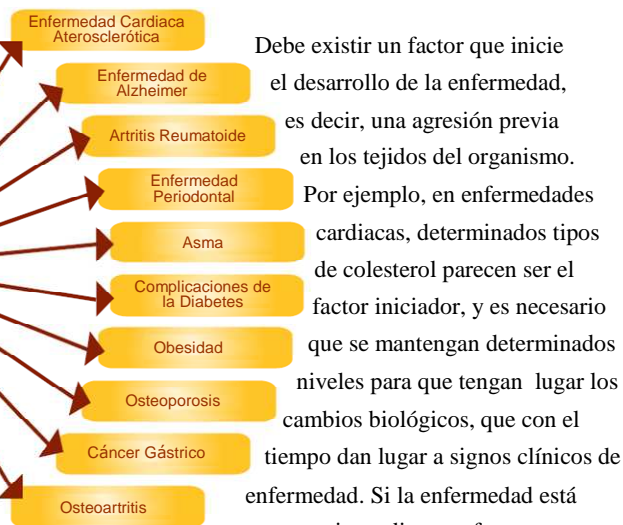 Enfermedad Cardiaca
Aterosclerótica
Enfermedad de
Alzheimer
Artritis Reumatoide
Enfermedad
Periodontal
Asma
Complicaciones de
la Diabetes
Obesidad
Osteoporosis
Cáncer Gástrico
Osteoartritis
Debe existir un factor que inicie
el desarrollo de la enfermedad,
es decir, una agresión previa
en los tejidos del organismo.
Por ejemplo, en enfermedades
cardiacas, determinados tipos
de colesterol parecen ser el
factor iniciador, y es necesario
que se mantengan determinados
niveles para que tengan lugar los
cambios biológicos, que con el
tiempo dan lugar a signos clínicos de
enfermedad. Si la enfermedad está